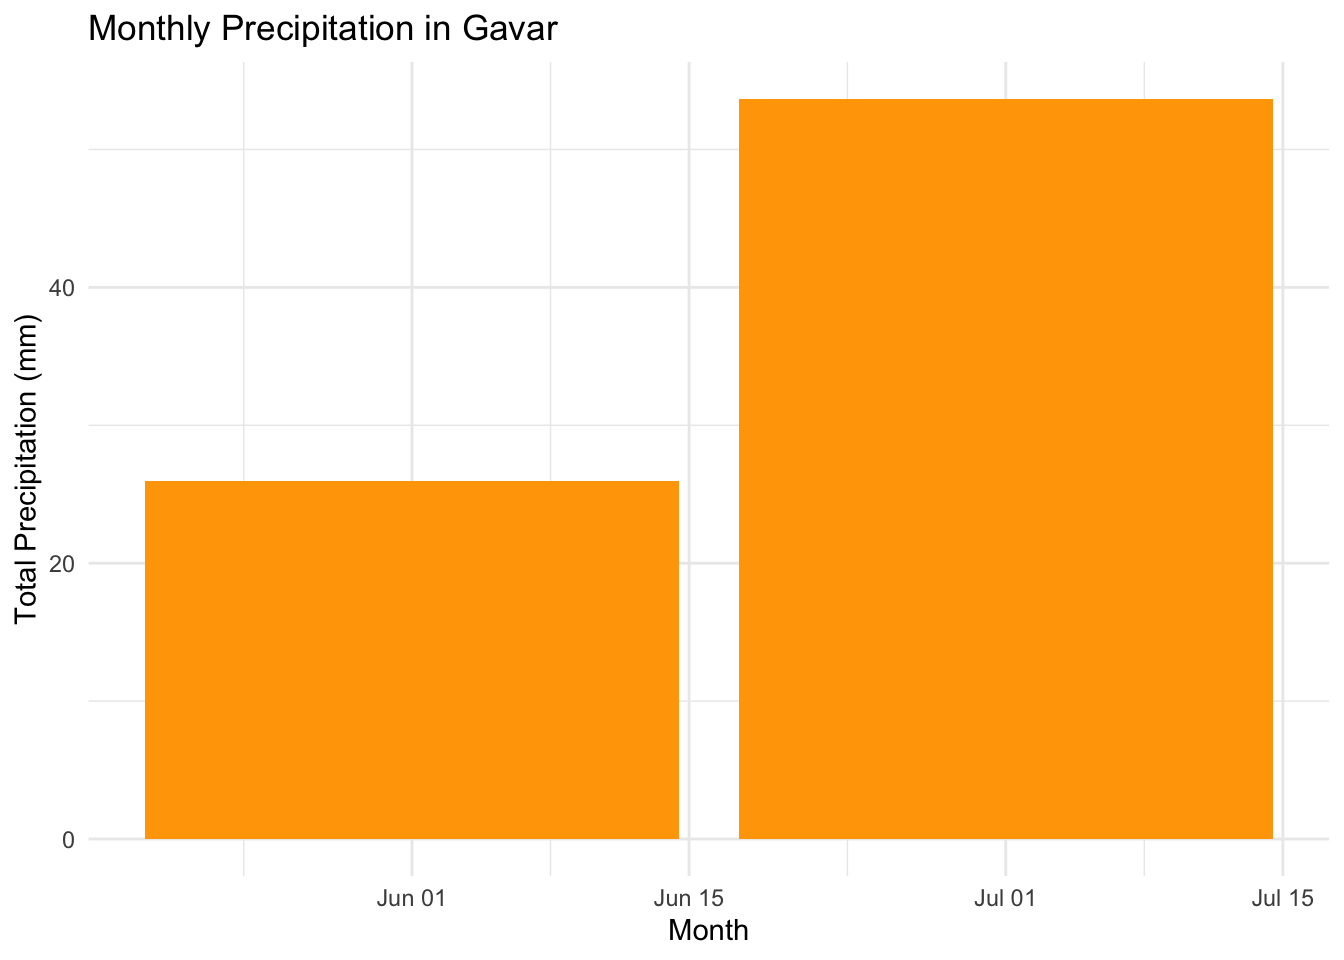 Monthly Precipitation in Gavar
Total Precipitation (mm)
40
20
0
Jun 01
Jun 15
Jul 01
Jul 15
Month